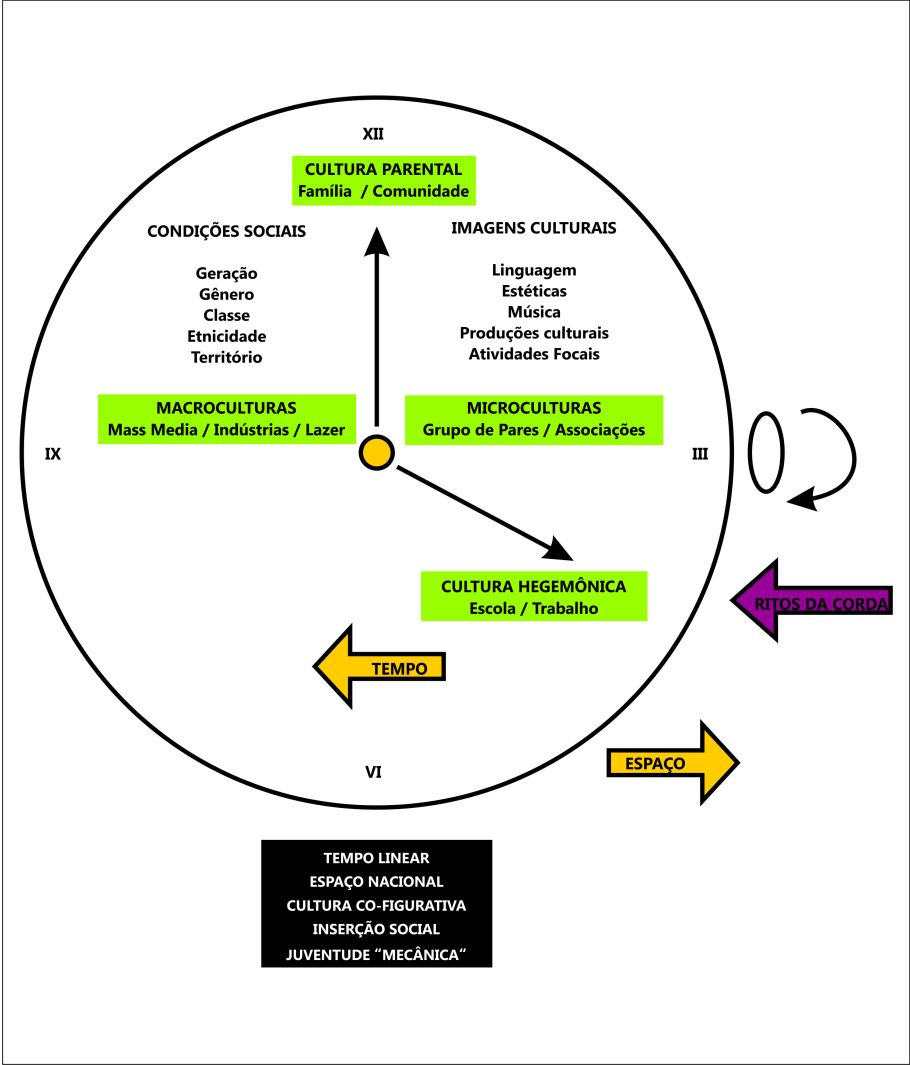 XII
CULTURA PARENTAL
Família / Comunidade
CONDIÇÕES SOCIAIS
Geração
Gênero
Classe
Etnicidade
Território
IMAGENS CULTURAIS
Linguagem
Estéticas
Música
Produções culturais
Atividades Focais
MACROCULTURAS
Mass Media / Indústrias / Lazer
MICROCULTURAS
Grupo de Pares / Associações
IX
III
CULTURA HEGEMÔNICA
Escola / Trabalho
RITOS DA CORDA
TEMPO
ESPAÇO
VI
TEMPO LINEAR
ESPAÇO NACIONAL
CULTURA CO-FIGURATIVA
INSERÇÃO SOCIAL
JUVENTUDE “MECÂNICA“